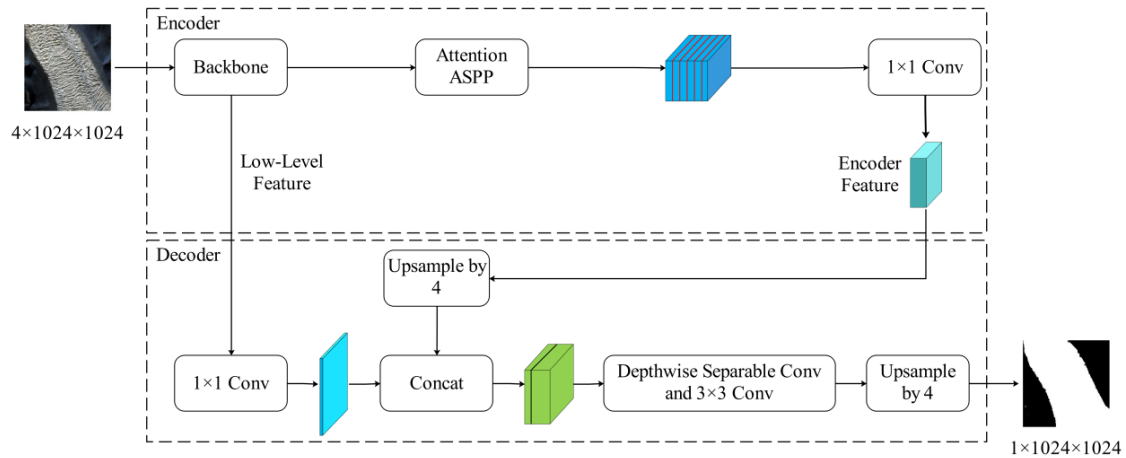 Encoder
Backbone
Attention
ASPP
1×1 Conv
4×1024×1024
Low-Level
Feature
Encoder
Feature
Decoder
Upsample by
4
1×1 Conv
Concat
Depthwise Separable Conv
and 3×3 Conv
Upsample
by 4
1×1024×1024